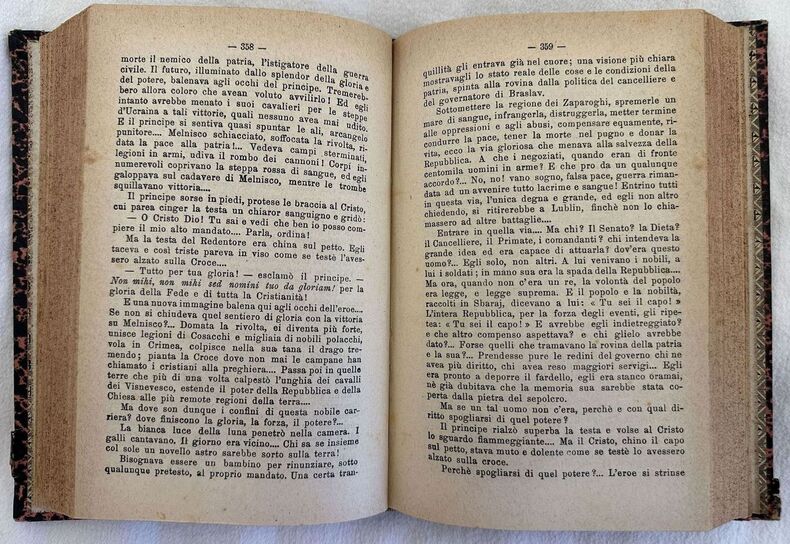 — 358 —
morte il nemico della patria, l'istigatore della guerra
civile. Il futuro, illuminato dallo splendor della gloria e
del potere, balenava agli occhi del principe. Tremereb-
bero allora coloro che avean voluto avvilirlo! Ed egli
intanto avrebbe menato i suoi cavalieri per le steppe
d'Ucraina a tali vittorie, quali nessuno avea mai udito.
E il principe si sentiva quasi spuntar le ali, arcangelo
punitore.... Melnisco schiacciato, soffocata la rivolta, ri-
data la pace alla patria!... Vedeva campi sterminati,
legioni in armi, udiva il rombo dei cannoni! Corpi in-
numerevoli coprivano la steppa rossa di sangue, ed egli
galoppava sul cadavere di Melnisco, mentre le trombe
squillavano vittoria....
Il principe sorse in piedi, protese le braccia al Cristo,
cui parea cinger la testa un chiaror sanguigno e gridò:
— O Cristo Dio! Tu sai e vedi che ben io posso com-
piere il mio alto mandato.... Parla, ordina!
Ma la testa del Redentore era china sul petto. Egli
taceva e così triste pareva in viso come se testè l'aves-
sero alzato sulla Croce....
— Tutto per tua gloria! — esclamò il principe. —
Non mihi, non mihi sed nomini tuo da gloriam! per la
gloria della Fede e di tutta la Cristianità!
E una nuova immagine balena qui agli occhi dell'eroe...
Se non si chiudeva quel sentiero di gloria con la vittoria
su Melnisco?... Domata la rivolta, ei diventa più forte,
unisce legioni di Cosacchi e migliaia di nobili polacchi,
vola in Crimea, colpisce nella sua tana il drago tre-
mendo; pianta la Croce dove non mai le campane han
chiamato i cristiani alla preghiera.... Passa poi in quelle
terre che più di una volta calpestò l'unghia dei cavalli
dei Visnevesco, estende il poter della Repubblica e della
Chiesa alle più remote regioni della terra....
Ma dove son dunque i confini di questa nobile car-
riera? dove finiscono la gloria, la forza, il potere?...
La bianca luce della luna penetrò nella camera. I
galli cantavano. Il giorno era vicino.... Chi sa se insieme
col sole un novello astro sarebbe sorto sulla terra!
Bisognava essere un bambino per rinunziare, sotto
qualunque pretesto, al proprio mandato. Una certa tran-
— 359 —
quillità gli entrava già nel cuore; una visione più chiara
mostravagli lo stato reale delle cose e le condizioni della
patria, spinta alla rovina dalla politica del cancelliere e
del governatore di Braslav.
Sottomettere la regione dei Zaparoghi, spremerle un
mare di sangue, infrangerla, distruggerla, metter termine
alle oppressioni e agli abusi, compensare equamente, ri-
condurre la pace, tener la morte nel pugno e donar la
vita, ecco la via gloriosa che menava alla salvezza della
Repubblica. A che i negoziati, quando erano di fronte
centomila uomini in arme? E che pro da un qualunque
accordo?... No, no! vano sogno, falsa pace, guerra riman-
data ad un avvenire tutto lacrime e sangue! Entrino tutti
in questa via, l'unica degna e grande, ed egli non altro
chiedendo, si ritirerebbe a Lublin, finchè non lo chia-
massero ad altre battaglie....
Entrare in quella via.... Ma chi? Il Senato? la Dieta?
il Cancelliere, il Primate, i comandanti? chi intendeva la
grande idea ed era capace di attuarla? dov'era questo
uomo?... Egli solo, non altri. A lui venivano i nobili, a
lui i soldati; in mano sua era la spada della Repubblica....
Ma ora, quando non c'era un re, la volontà del popolo
era legge, e legge suprema. E il popolo e la nobiltà,
raccolti in Sbaraj, dicevano a lui: « Tu sei il capo! »
L'intera Repubblica, per la forza degli eventi, gli ripe-
tea: « Tu sei il capo! » E avrebbe egli indietreggiato?
e che altro compenso aspettava? e chi glielo avrebbe
dato?... Forse quelli che tramavano la rovina della patria
e la sua?... Prendesse pure le redini del governo chi ne
avea più diritto, chi avea reso maggiori servigi... Egli
era pronto a deporre il fardello, egli era stanco oramai,
nè già dubitava che la memoria sua sarebbe stata co-
perta dalla pietra del sepolcro.
Ma se un tal uomo non c'era, perchè e con qual di-
ritto spogliarsi di quel potere?
Il principe rialzò superba la testa e volse al Cristo
lo sguardo fiammeggiante.... Ma il Cristo, chino il capo
sul petto, stava muto e dolente come se testè lo avessero
alzato sulla croce.
Perchè spogliarsi di quel potere?... L'eroe si strinse